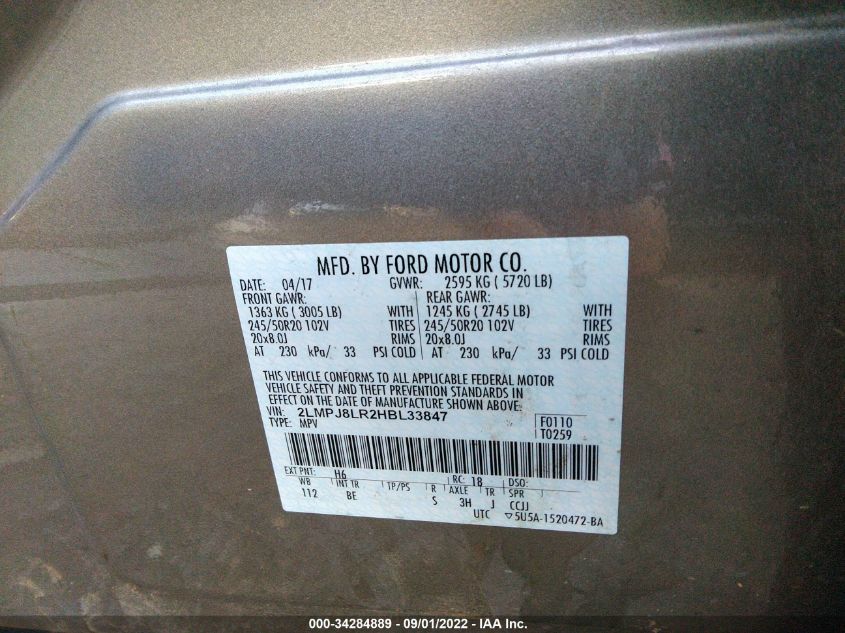 MFD. BY FORD MOTOR CO.
DATE: 04/17 GVWR: 2595 KG ( 5720 LB)
FRONT GAWR: REAR GAWR:
1363 KG ( 3005 LB) WITH 1245 KG ( 2745 LB) WITH
245/50R20 102V TIRES 245/50R20 102V TIRES
20x8.0J RIMS 20x8.0J RIMS
AT 230 kPa/ 33 PSI COLD AT 230 kPa/ 33 PSI COLD
THIS VEHICLE CONFORMS TO ALL APPLICABLE FEDERAL MOTOR
VEHICLE SAFETY AND THEFT PREVENTION STANDARDS IN
EFFECT ON THE DATE OF MANUFACTURE SHOWN ABOVE.
VIN: 2LMPJ8LR2HBL33847 F0110
TYPE: MPV T0259
EXT PNT: H6 RC: 18 DSO:
WB INT TR TP/PS R AXLE TR SPR
112 BE S 3H J CCJJ
UTC ▽5U5A-1520472-BA
000-34284889 - 09/01/2022 - IAA Inc.